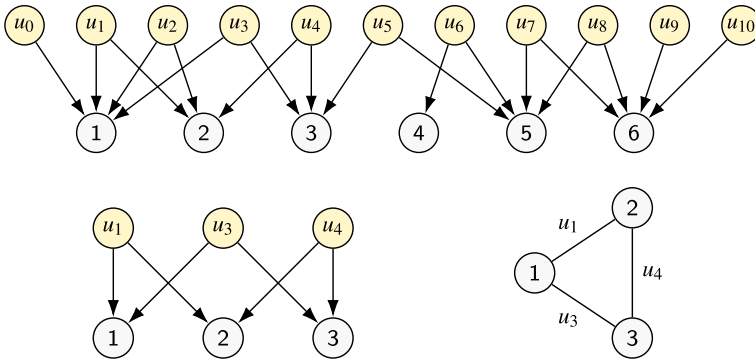 u₀ u₁ u₂ u₃ u₄ u₅ u₆ u₇ u₈ u₉ u₁₀
1 2 3 4 5 6
u₁ u₃ u₄
1 2 3
2
u₁
1
u₄
u₃
3